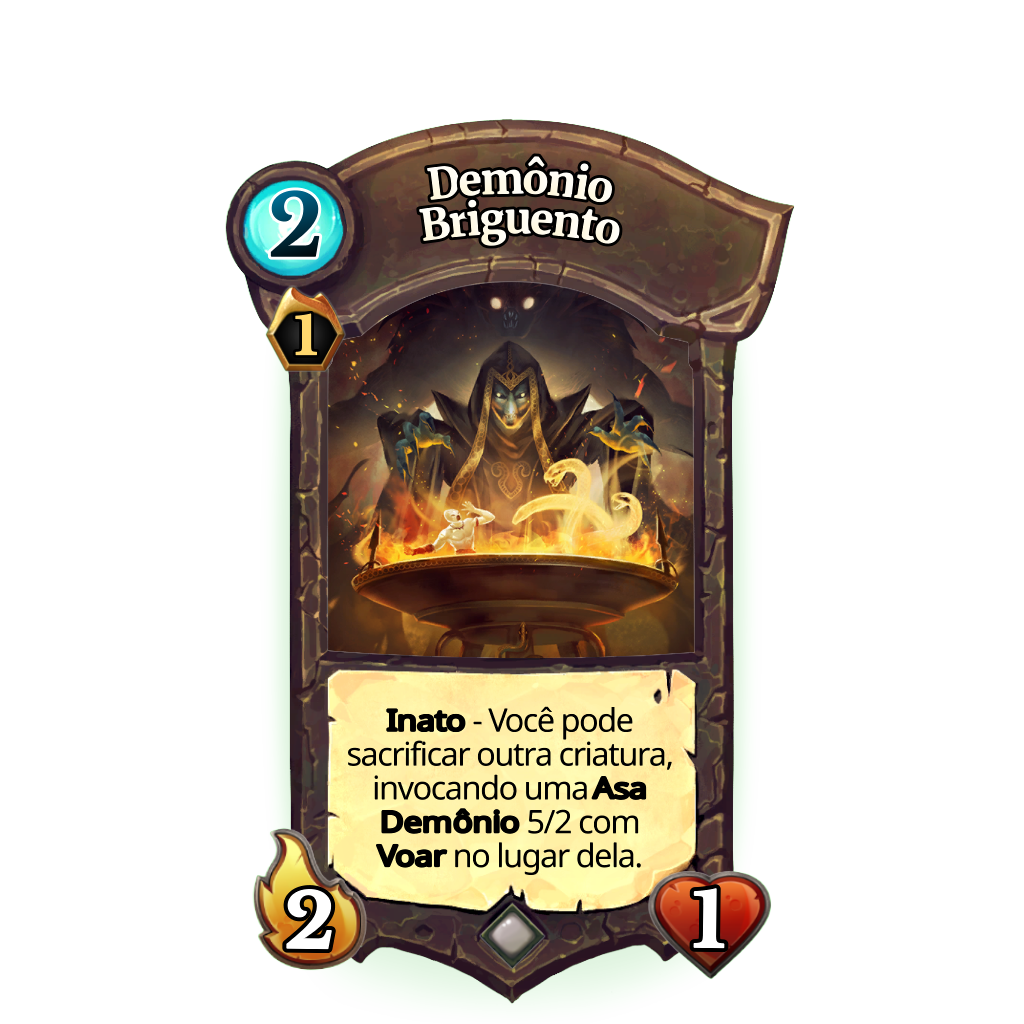 Demônio
Briguento
2
1
Inato - Você pode
sacrificar outra criatura,
invocando uma Asa
Demônio 5/2 com
Voar no lugar dela.
2
1